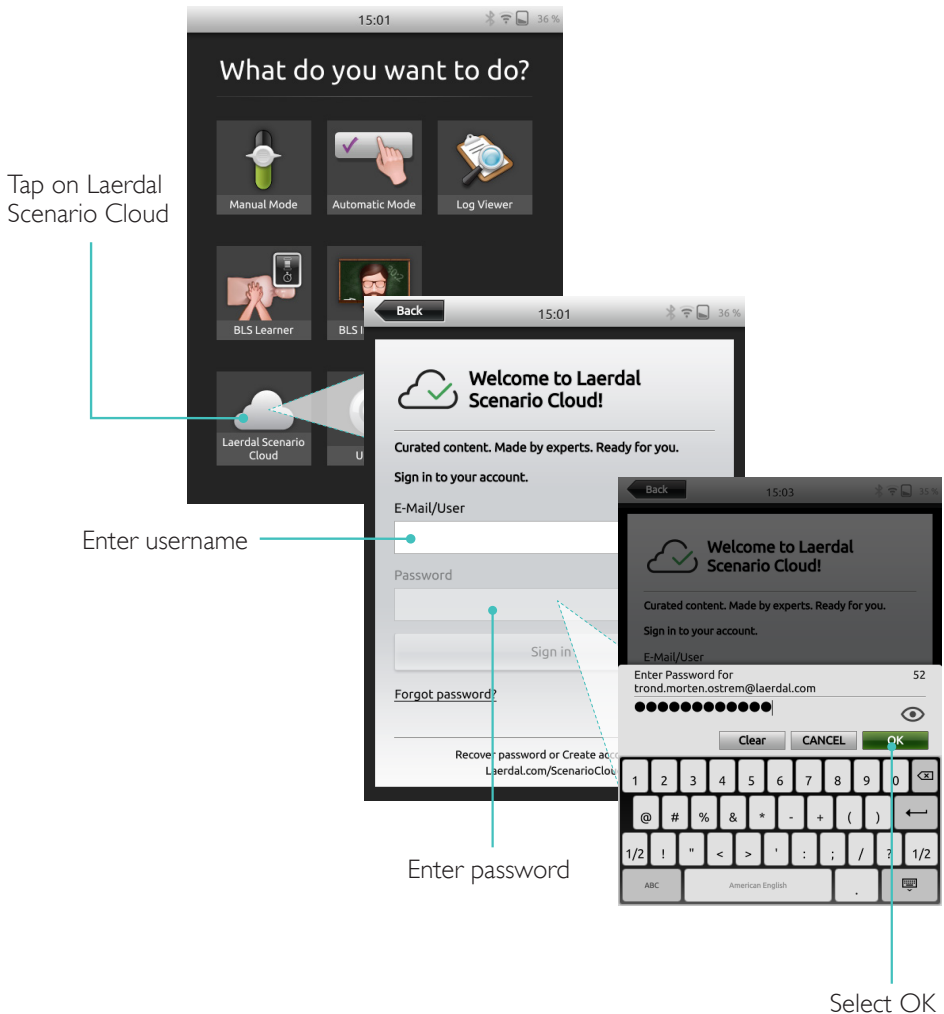 15:01
36 %
What do you want to do?
Manual Mode
Automatic Mode
Log Viewer
Tap on Laerdal
Scenario Cloud
BLS Learner
BLS I
Laerdal Scenario
Cloud
U
Back
15:01
36 %
Welcome to Laerdal
Scenario Cloud!
Curated content. Made by experts. Ready for you.
Sign in to your account.
E-Mail/User
Enter username
Password
Sign in
Forgot password?
Recover password or Create acc
Laerdal.com/ScenarioClou
Enter password
Back
15:03
35 %
Welcome to Laerdal
Scenario Cloud!
Curated content. Made by experts. Ready for you.
Sign in to your account.
E-Mail/User
Enter Password for
52
trond.morten.ostrem@laerdal.com
●●●●●●●●●●●●
Clear
CANCEL
OK
1 2 3 4 5 6 7 8 9 0
@ # % & * - + ( )
1/2 ! " < > ' : ; / ? 1/2
ABC
American English
.
Select OK